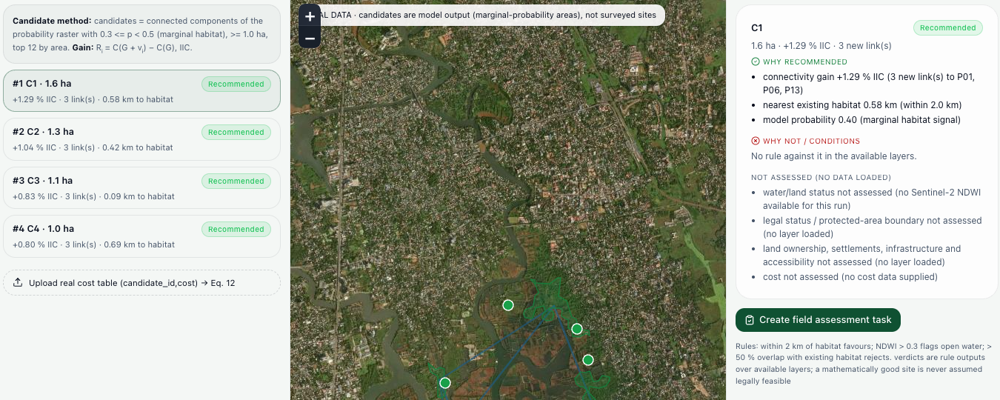 Candidate method: candidates = connected components of the
probability raster with 0.3 <= p < 0.5 (marginal habitat), >= 1.0 ha,
top 12 by area. Gain: Ri = C(G + vi) − C(G), IIC.
#1 C1 · 1.6 ha
Recommended
+1.29 % IIC · 3 link(s) · 0.58 km to habitat
#2 C2 · 1.3 ha
Recommended
+1.04 % IIC · 3 link(s) · 0.42 km to habitat
#3 C3 · 1.1 ha
Recommended
+0.83 % IIC · 3 link(s) · 0.09 km to habitat
#4 C4 · 1.0 ha
Recommended
+0.80 % IIC · 3 link(s) · 0.69 km to habitat
Upload real cost table (candidate_id,cost) → Eq. 12
+
−
AL DATA · candidates are model output (marginal-probability areas), not surveyed sites
C1
Recommended
1.6 ha · +1.29 % IIC · 3 new link(s)
WHY RECOMMENDED
• connectivity gain +1.29 % IIC (3 new link(s) to P01,
P06, P13)
• nearest existing habitat 0.58 km (within 2.0 km)
• model probability 0.40 (marginal habitat signal)
WHY NOT / CONDITIONS
No rule against it in the available layers.
NOT ASSESSED (NO DATA LOADED)
• water/land status not assessed (no Sentinel-2 NDWI
available for this run)
• legal status / protected-area boundary not assessed
(no layer loaded)
• land ownership, settlements, infrastructure and
accessibility not assessed (no layer loaded)
• cost not assessed (no cost data supplied)
Create field assessment task
Rules: within 2 km of habitat favours; NDWI > 0.3 flags open water; >
50 % overlap with existing habitat rejects. verdicts are rule outputs
over available layers; a mathematically good site is never assumed
legally feasible